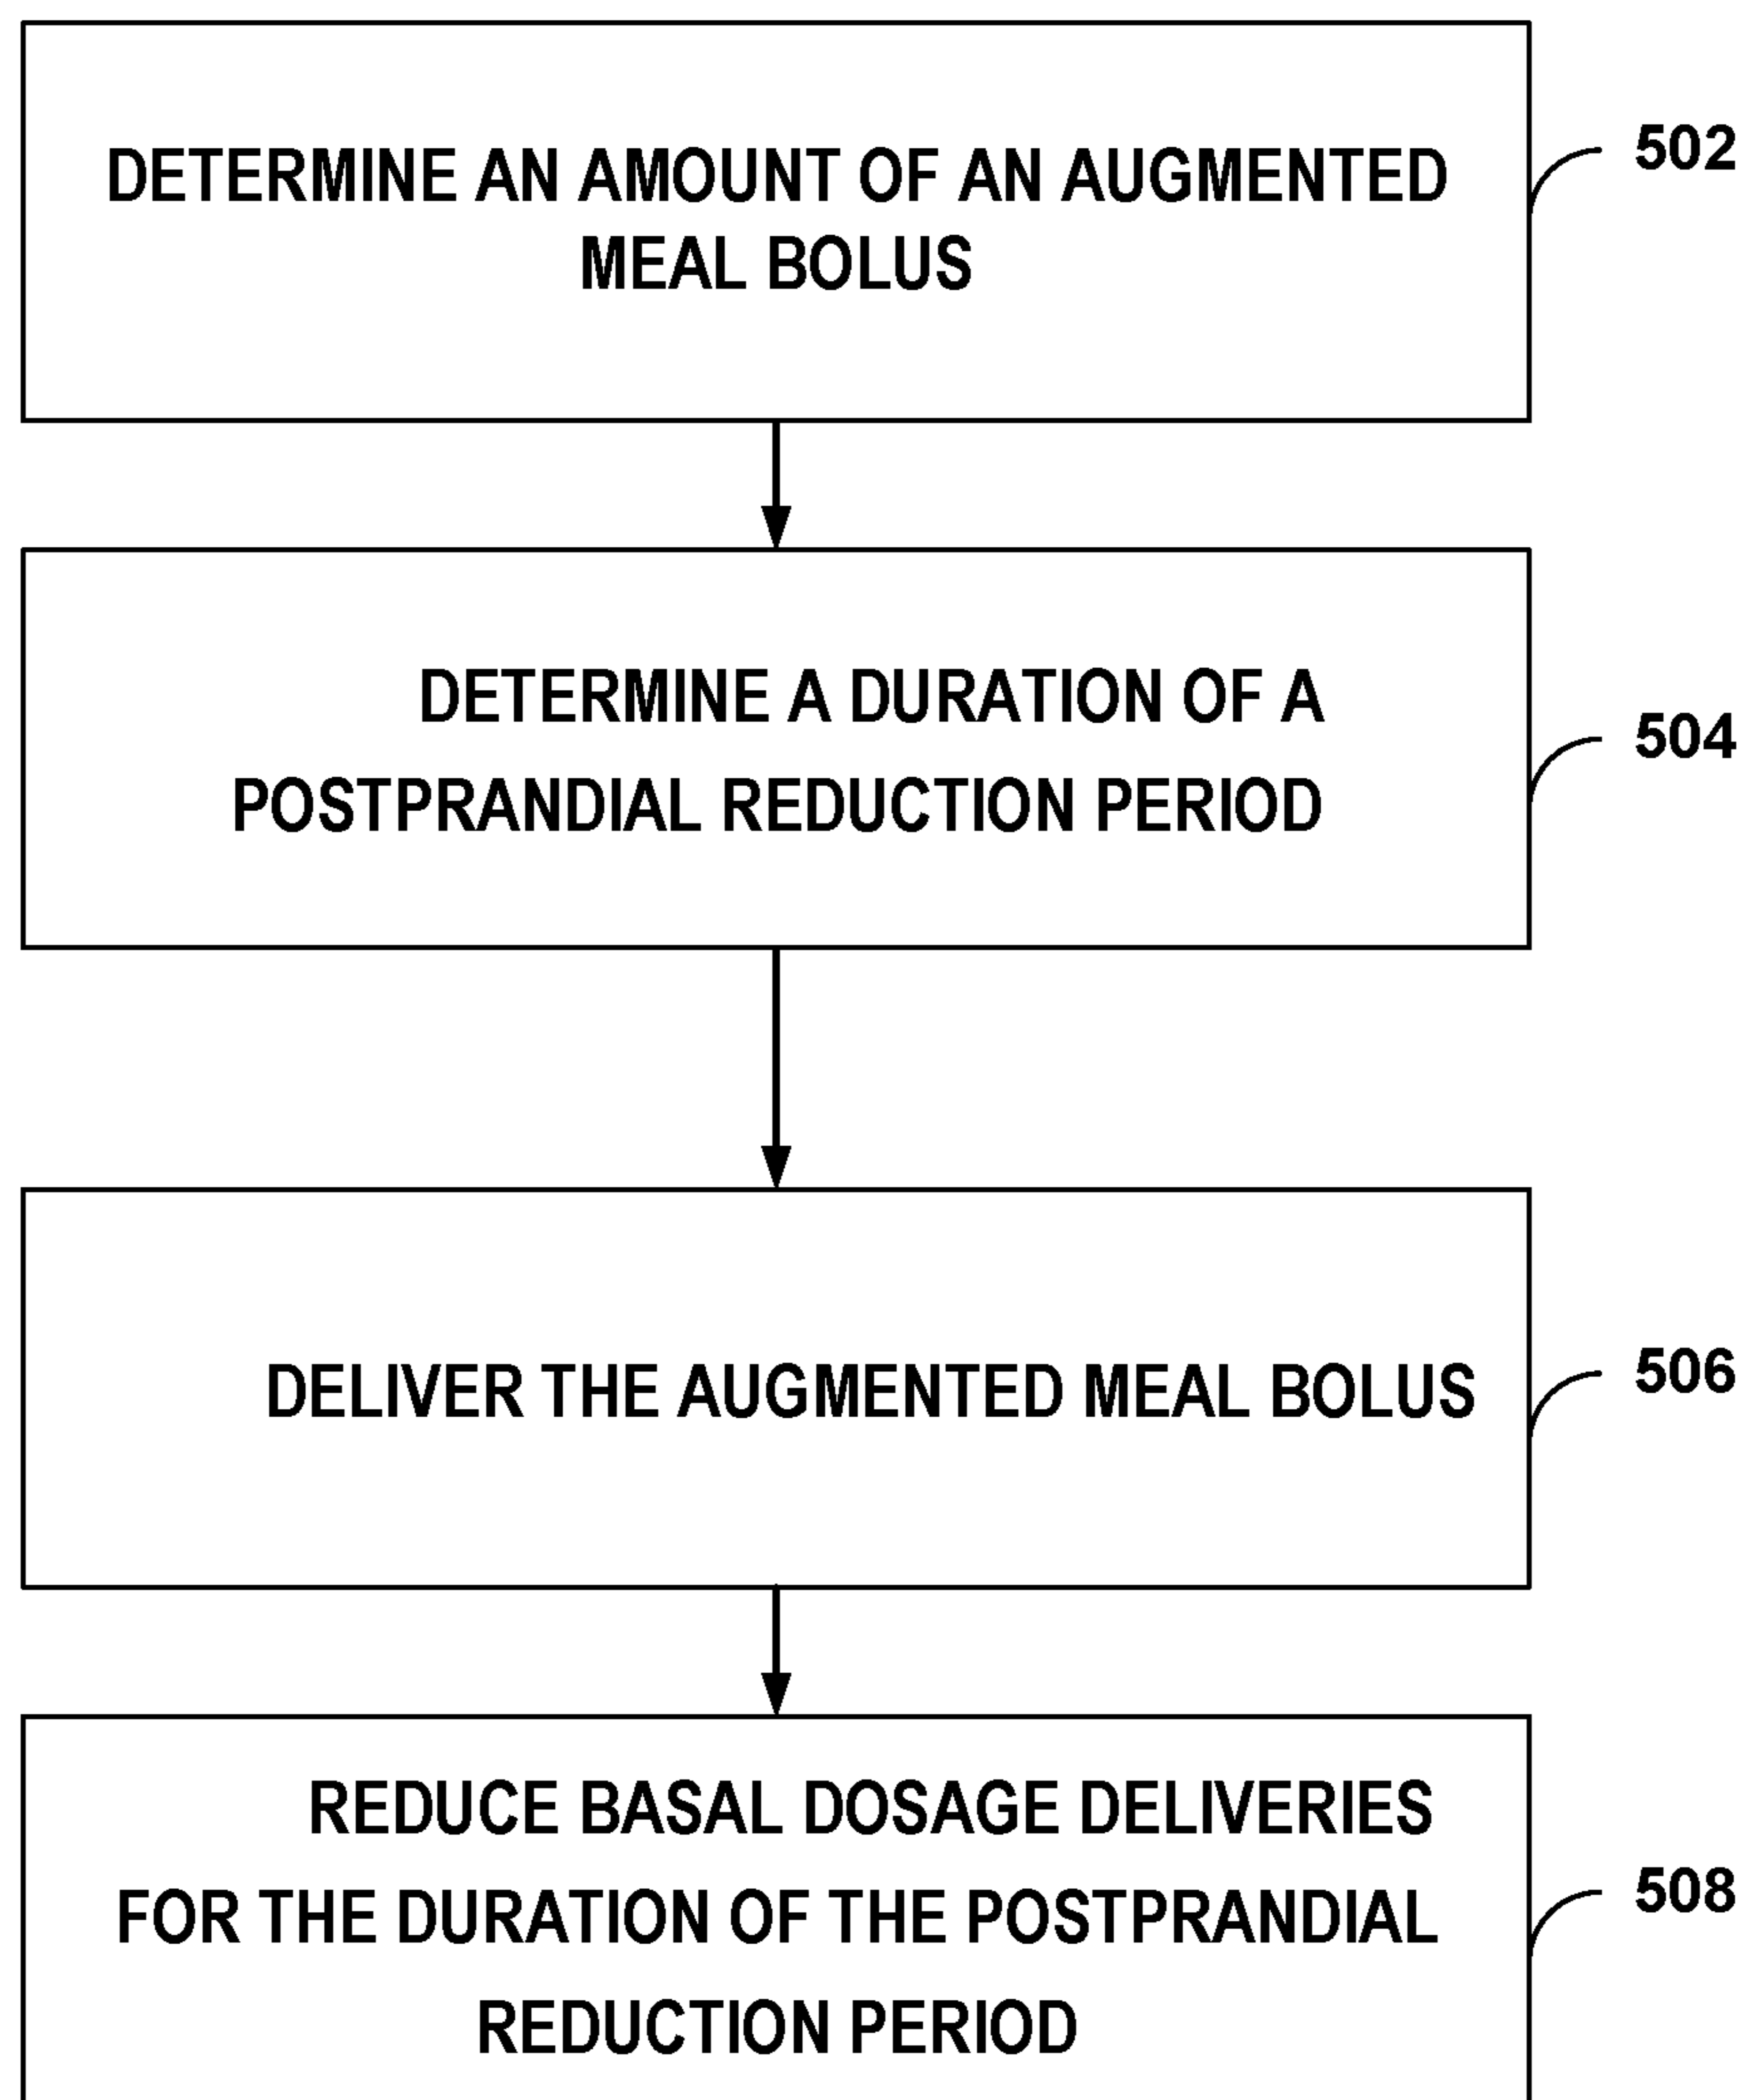 DETERMINE AN AMOUNT OF AN AUGMENTED
MEAL BOLUS
502
DETERMINE A DURATION OF A
POSTPRANDIAL REDUCTION PERIOD
504
DELIVER THE AUGMENTED MEAL BOLUS
506
REDUCE BASAL DOSAGE DELIVERIES
FOR THE DURATION OF THE POSTPRANDIAL
REDUCTION PERIOD
508